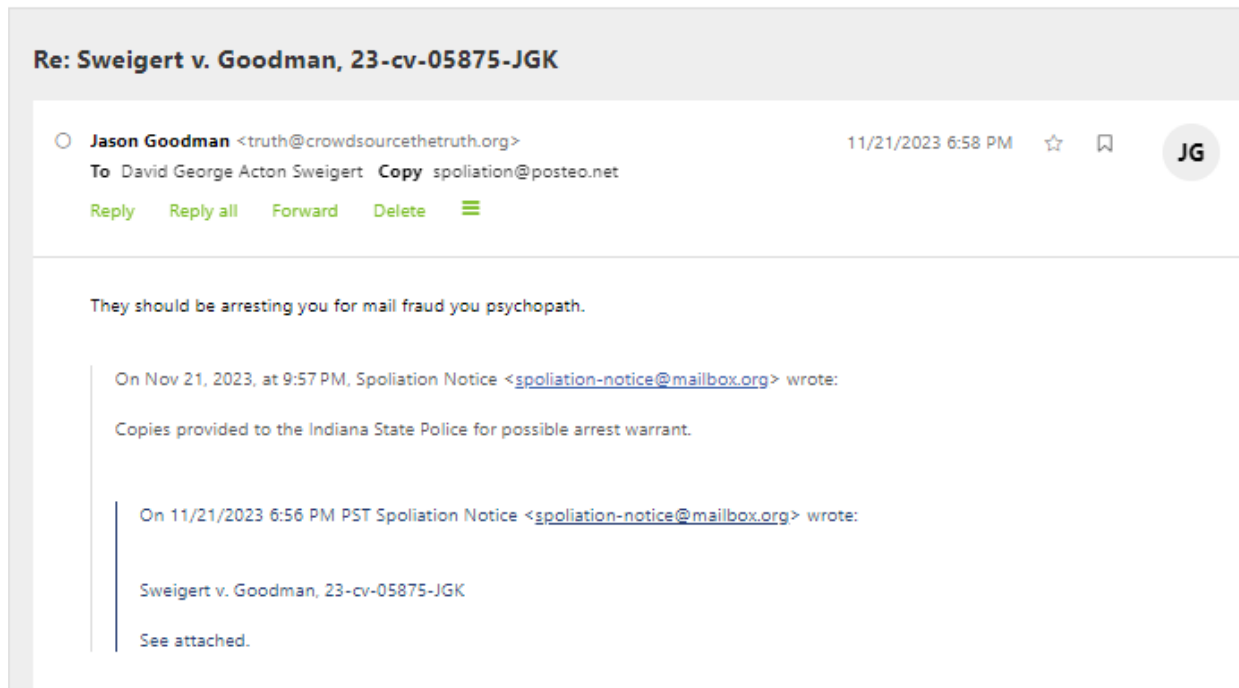 Re: Sweigert v. Goodman, 23-cv-05875-JGK
Jason Goodman <truth@crowdsourcethetruth.org> 11/21/2023 6:58 PM
JG
To David George Acton Sweigert Copy spoliation@posteo.net
Reply Reply all Forward Delete
They should be arresting you for mail fraud you psychopath.
On Nov 21, 2023, at 9:57 PM, Spoliation Notice <spoliation-notice@mailbox.org> wrote:
Copies provided to the Indiana State Police for possible arrest warrant.
On 11/21/2023 6:56 PM PST Spoliation Notice <spoliation-notice@mailbox.org> wrote:
Sweigert v. Goodman, 23-cv-05875-JGK
See attached.